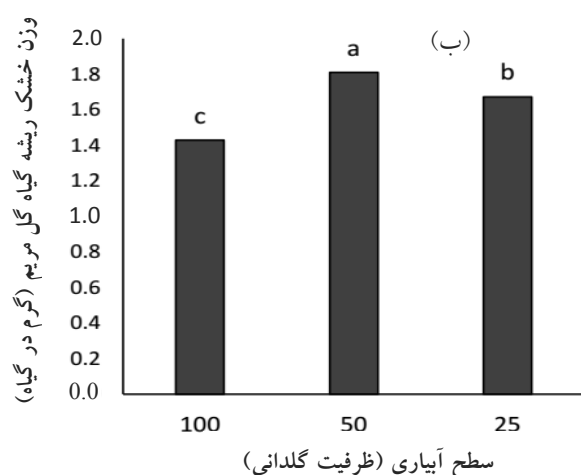 وزن خشک ریشه گیاه گل مریم (گرم در گیاه)
2.0
1.8
1.6
1.4
1.2
1.0
0.8
0.6
0.4
0.2
0.0
(ب)
c
a
b
100 50 25
سطح آبیاری (ظرفیت گلدانی)